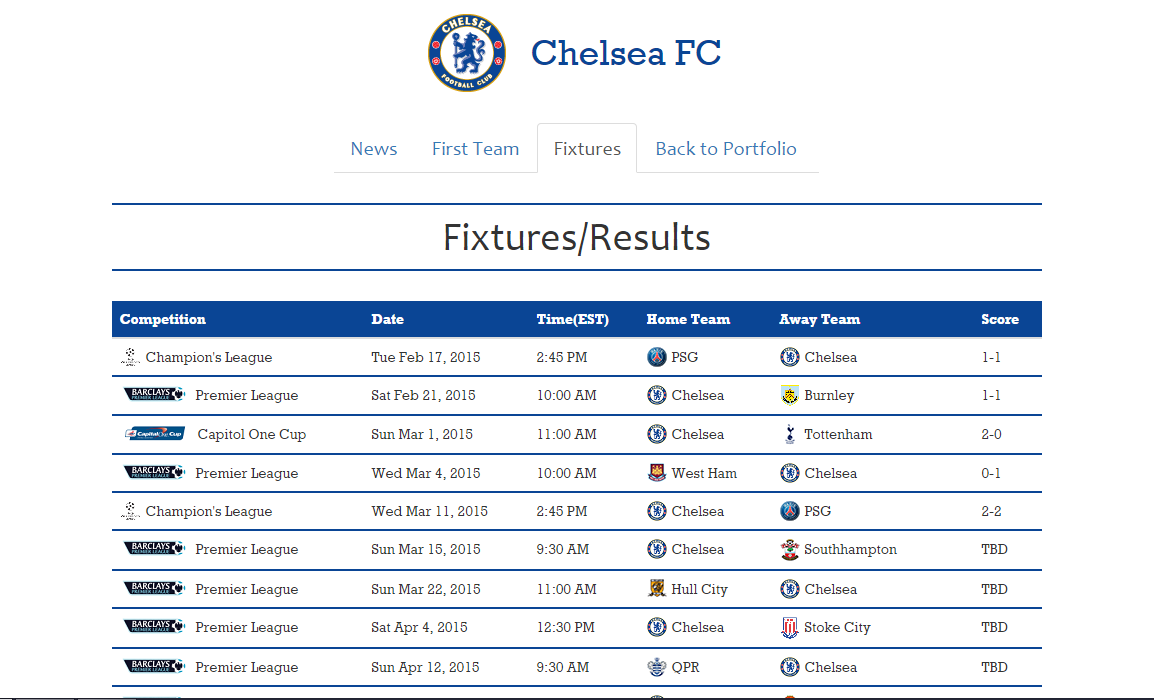 CHELSEA
FOOTBALL CLUB
Chelsea FC
News First Team Fixtures Back to Portfolio
Fixtures/Results
Competition Date Time(EST) Home Team Away Team Score
Champion's League Tue Feb 17, 2015 2:45 PM PSG Chelsea 1-1
BARCLAYS PREMIER LEAGUE Premier League Sat Feb 21, 2015 10:00 AM Chelsea Burnley 1-1
Capital One Cup Capitol One Cup Sun Mar 1, 2015 11:00 AM Chelsea Tottenham 2-0
BARCLAYS PREMIER LEAGUE Premier League Wed Mar 4, 2015 10:00 AM West Ham Chelsea 0-1
Champion's League Wed Mar 11, 2015 2:45 PM Chelsea PSG 2-2
BARCLAYS PREMIER LEAGUE Premier League Sun Mar 15, 2015 9:30 AM Chelsea Southhampton TBD
BARCLAYS PREMIER LEAGUE Premier League Sun Mar 22, 2015 11:00 AM Hull City Chelsea TBD
BARCLAYS PREMIER LEAGUE Premier League Sat Apr 4, 2015 12:30 PM Chelsea Stoke City TBD
BARCLAYS PREMIER LEAGUE Premier League Sun Apr 12, 2015 9:30 AM QPR Chelsea TBD